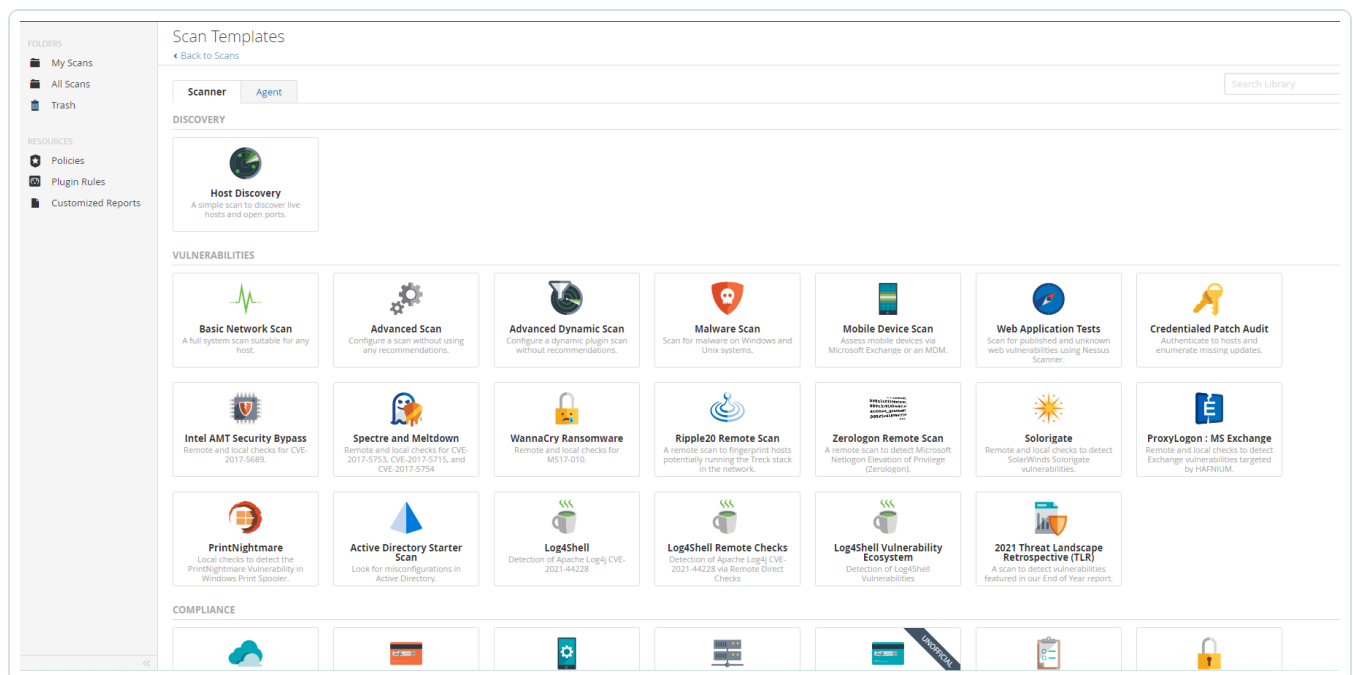 Scan Templates
FOLDERS
‹ Back to Scans
My Scans
All Scans
Trash
RESOURCES
Policies
Plugin Rules
Customized Reports
Scanner
Agent
Search Library
DISCOVERY
Host Discovery
A simple scan to discover live
hosts and open ports.
VULNERABILITIES
Basic Network Scan
A full system scan suitable for any
host.
Advanced Scan
Configure a scan without using
any recommendations.
Advanced Dynamic Scan
Configure a dynamic plugin scan
without recommendations.
Malware Scan
Scan for malware on Windows and
Unix systems.
Mobile Device Scan
Assess mobile devices via
Microsoft Exchange or an MDM.
Web Application Tests
Scan for published and unknown
web vulnerabilities using Nessus
Scanner.
Credentialed Patch Audit
Authenticate to hosts and
enumerate missing updates.
Intel AMT Security Bypass
Remote and local checks for CVE-
2017-5689.
Spectre and Meltdown
Remote and local checks for CVE-
2017-5753, CVE-2017-5715, and
CVE-2017-5754
WannaCry Ransomware
Remote and local checks for
MS17-010.
Ripple20 Remote Scan
A remote scan to fingerprint hosts
potentially running the Treck stack
in the network.
Zerologon Remote Scan
A remote scan to detect Microsoft
Netlogon Elevation of Privilege
(Zerologon).
Solorigate
Remote and local checks to detect
SolarWinds Solorigate
vulnerabilities.
ProxyLogon : MS Exchange
Remote and local checks to detect
Exchange vulnerabilities targeted
by HAFNIUM.
PrintNightmare
Local checks to detect the
PrintNightmare Vulnerability in
Windows Print Spooler.
Active Directory Starter
Scan
Look for misconfigurations in
Active Directory.
Log4Shell
Detection of Apache Log4j CVE-
2021-44228
Log4Shell Remote Checks
Detection of Apache Log4j CVE-
2021-44228 via Remote Direct
Checks
Log4Shell Vulnerability
Ecosystem
Detection of Log4Shell
Vulnerabilities
2021 Threat Landscape
Retrospective (TLR)
A scan to detect vulnerabilities
featured in our End of Year report.
COMPLIANCE
UNOFFICIAL